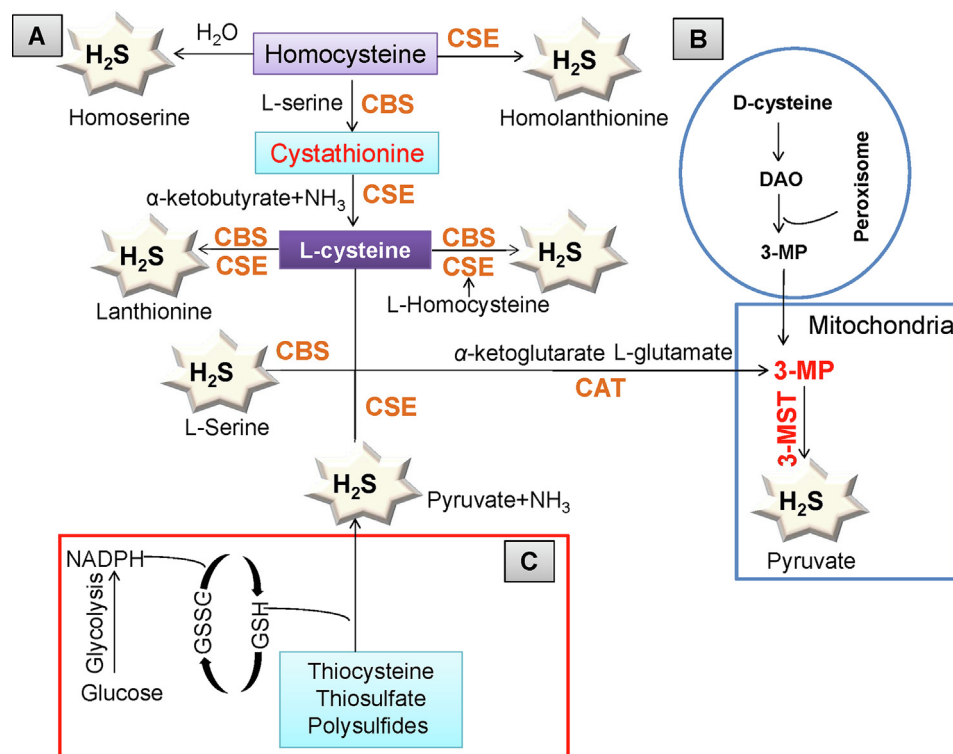 A
H₂S
H₂O
Homocysteine
CSE
H₂S
B
Homoserine
L-serine
CBS
Homolanthionine
Cystathionine
α-ketobutyrate+NH₃
CSE
H₂S
CBS
CSE
L-cysteine
CBS
CSE
H₂S
Lanthionine
L-Homocysteine
D-cysteine
DAO
Peroxisome
3-MP
Mitochondria
H₂S
CBS
α-ketoglutarate L-glutamate
CAT
3-MP
L-Serine
CSE
3-MST
H₂S
Pyruvate+NH₃
H₂S
Pyruvate
C
NADPH
Glycolysis
Glucose
GSSG
GSH
Thiocysteine
Thiosulfate
Polysulfides